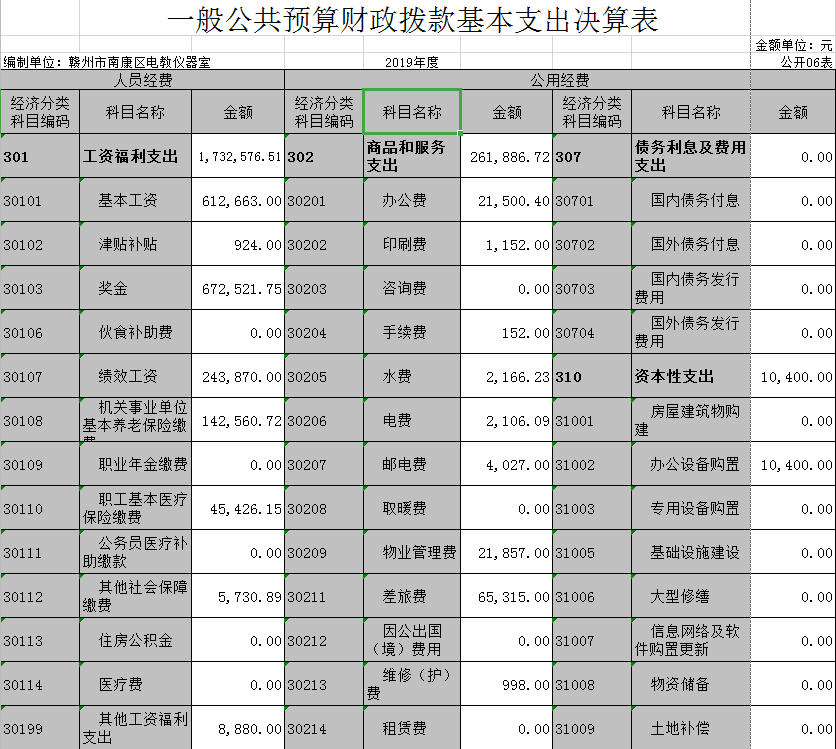 一般公共预算财政拨款基本支出决算表
金额单位：元
编制单位：赣州市南康区电教仪器室 2019年度 公开06表
人员经费 公用经费
经济分类科目编码 科目名称 金额 经济分类科目编码 科目名称 金额 经济分类科目编码 科目名称 金额
301 工资福利支出 1,732,576.51 302 商品和服务支出 261,886.72 307 债务利息及费用支出 0.00
30101 基本工资 612,663.00 30201 办公费 21,500.40 30701 国内债务付息 0.00
30102 津贴补贴 924.00 30202 印刷费 1,152.00 30702 国外债务付息 0.00
30103 奖金 672,521.75 30203 咨询费 0.00 30703 国内债务发行费用 0.00
30106 伙食补助费 0.00 30204 手续费 152.00 30704 国外债务发行费用 0.00
30107 绩效工资 243,870.00 30205 水费 2,166.23 310 资本性支出 10,400.00
30108 机关事业单位基本养老保险缴费 142,560.72 30206 电费 2,106.09 31001 房屋建筑物购建 0.00
30109 职业年金缴费 0.00 30207 邮电费 4,027.00 31002 办公设备购置 10,400.00
30110 职工基本医疗保险缴费 45,426.15 30208 取暖费 0.00 31003 专用设备购置 0.00
30111 公务员医疗补助缴款 0.00 30209 物业管理费 21,857.00 31005 基础设施建设 0.00
30112 其他社会保障缴费 5,730.89 30211 差旅费 65,315.00 31006 大型修缮 0.00
30113 住房公积金 0.00 30212 因公出国（境）费用 0.00 31007 信息网络及软件购置更新 0.00
30114 医疗费 0.00 30213 维修（护）费 998.00 31008 物资储备 0.00
30199 其他工资福利支出 8,880.00 30214 租赁费 0.00 31009 土地补偿 0.00